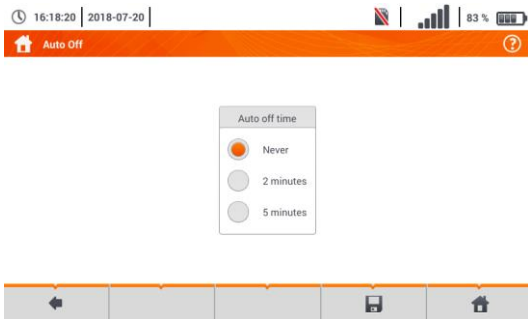 16:18:20 2018-07-20 83 %
Auto Off ?
Auto off time
Never
2 minutes
5 minutes